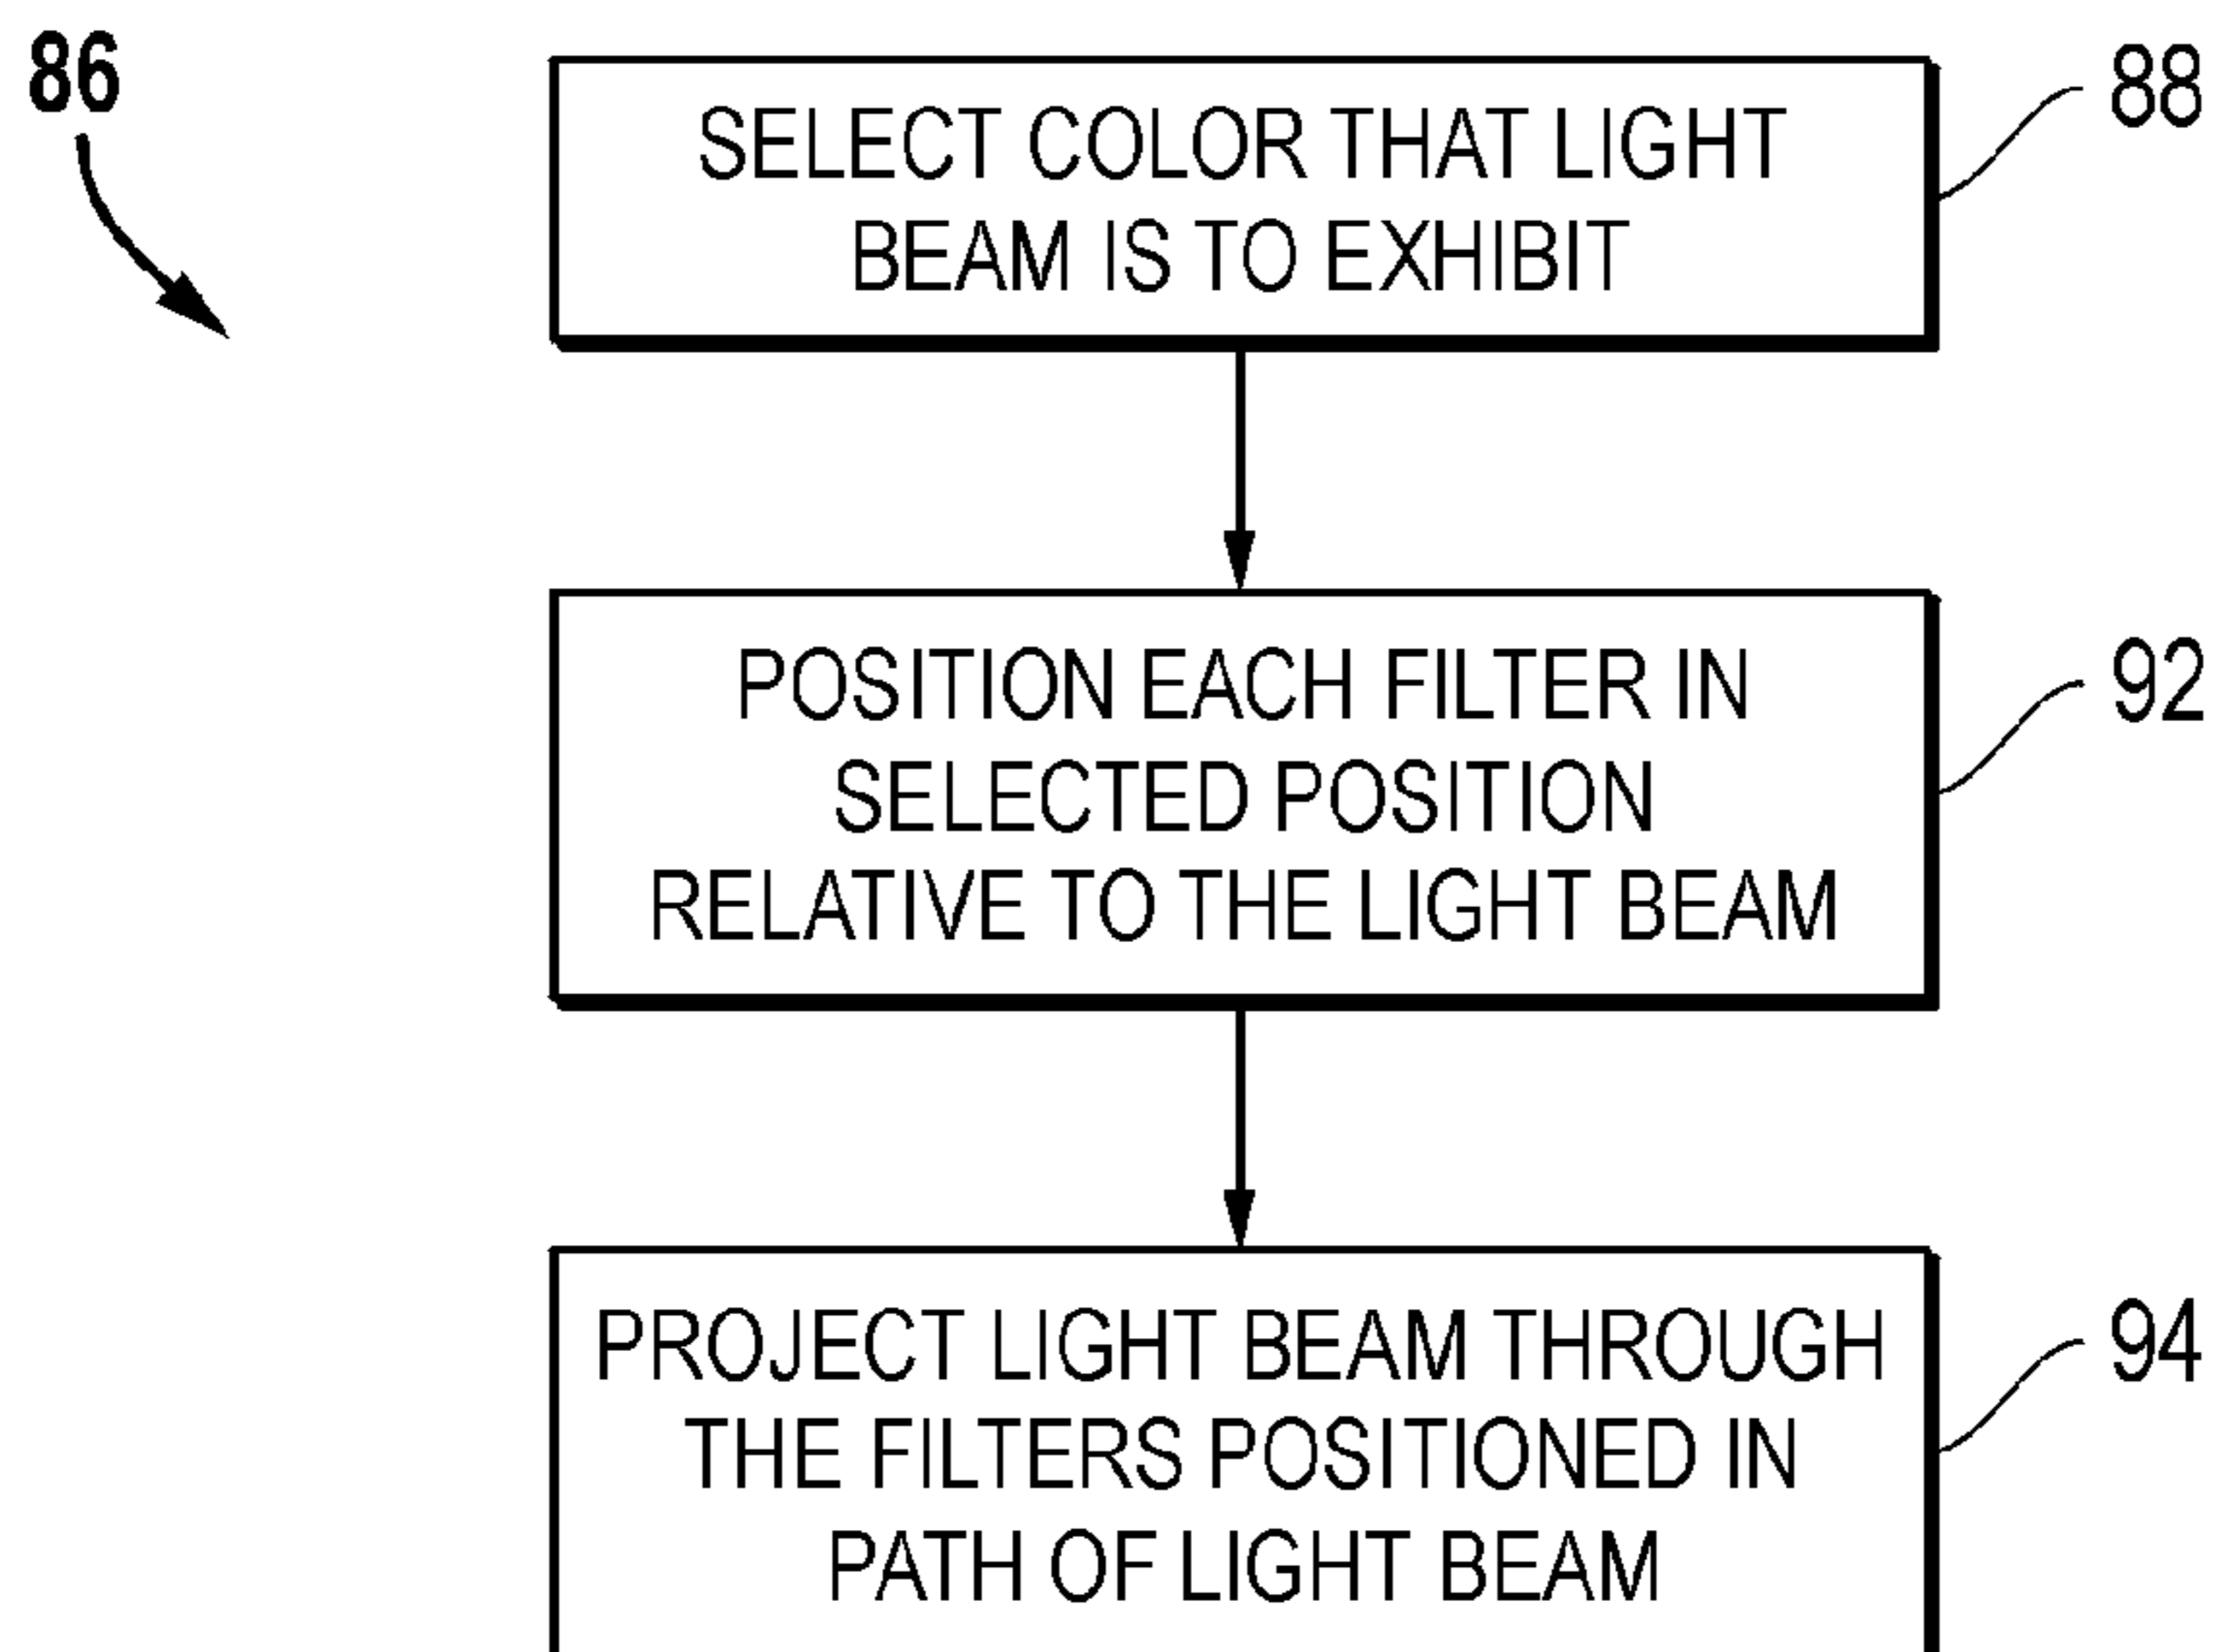 86
SELECT COLOR THAT LIGHT
BEAM IS TO EXHIBIT
88
POSITION EACH FILTER IN
SELECTED POSITION
RELATIVE TO THE LIGHT BEAM
92
PROJECT LIGHT BEAM THROUGH
THE FILTERS POSITIONED IN
PATH OF LIGHT BEAM
94